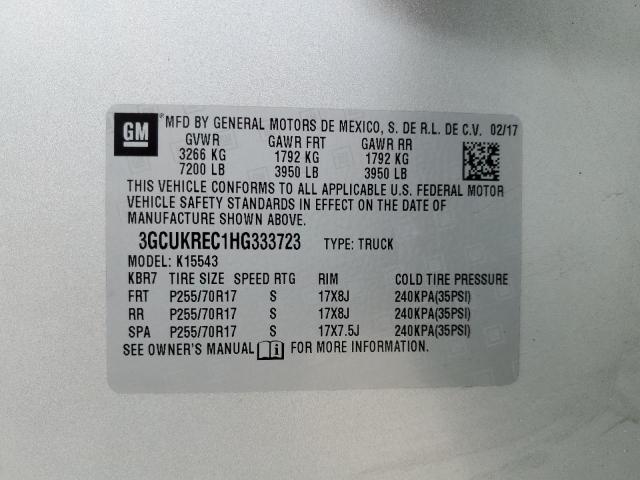 GM ® MFD BY GENERAL MOTORS DE MEXICO, S. DE R.L. DE C.V. 02/17
GVWR GAWR FRT GAWR RR
3266 KG 1792 KG 1792 KG
7200 LB 3950 LB 3950 LB
THIS VEHICLE CONFORMS TO ALL APPLICABLE U.S. FEDERAL MOTOR
VEHICLE SAFETY STANDARDS IN EFFECT ON THE DATE OF
MANUFACTURE SHOWN ABOVE.
3GCUKREC1HG333723 TYPE: TRUCK
MODEL: K15543
KBR7 TIRE SIZE SPEED RTG RIM COLD TIRE PRESSURE
FRT P255/70R17 S 17X8J 240KPA(35PSI)
RR P255/70R17 S 17X8J 240KPA(35PSI)
SPA P255/70R17 S 17X7.5J 240KPA(35PSI)
SEE OWNER'S MANUAL FOR MORE INFORMATION.